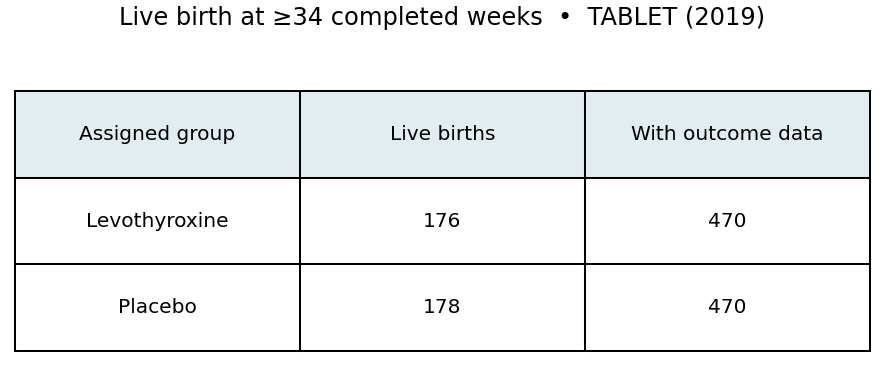 Live birth at ≥34 completed weeks • TABLET (2019)
Assigned group Live births With outcome data
Levothyroxine 176 470
Placebo 178 470